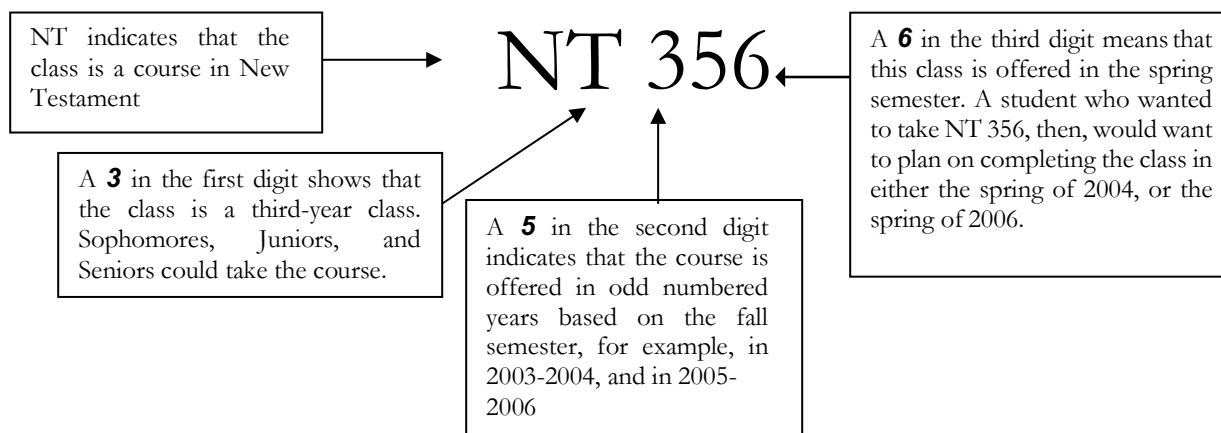 NT indicates that the
class is a course in New
Testament
NT 356
A 6 in the third digit means that
this class is offered in the spring
semester. A student who wanted
to take NT 356, then, would want
to plan on completing the class in
either the spring of 2004, or the
spring of 2006.
A 3 in the first digit shows that
the class is a third-year class.
Sophomores, Juniors, and
Seniors could take the course.
A 5 in the second digit
indicates that the course is
offered in odd numbered
years based on the fall
semester, for example, in
2003-2004, and in 2005-
2006